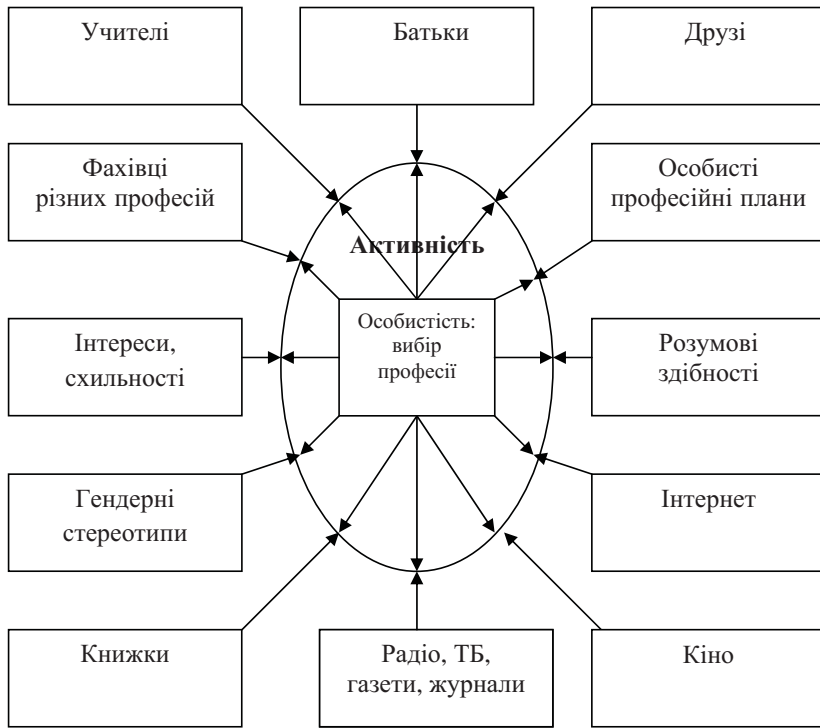 Учителі
Батьки
Друзі
Фахівці
різних професій
Особисті
професійні плани
Активність
Особистість:
вибір
професії
Інтереси,
схильності
Розумові
здібності
Гендерні
стереотипи
Інтернет
Книжки
Радіо, ТБ,
газети, журнали
Кіно